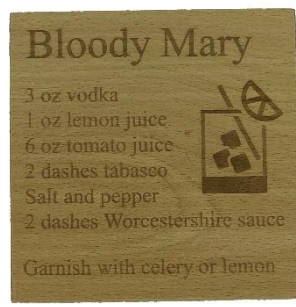 Bloody Mary
3 oz vodka
1 oz lemon juice
6 oz tomato juice
2 dashes tabasco
Salt and pepper
2 dashes Worcestershire sauce
Garnish with celery or lemon